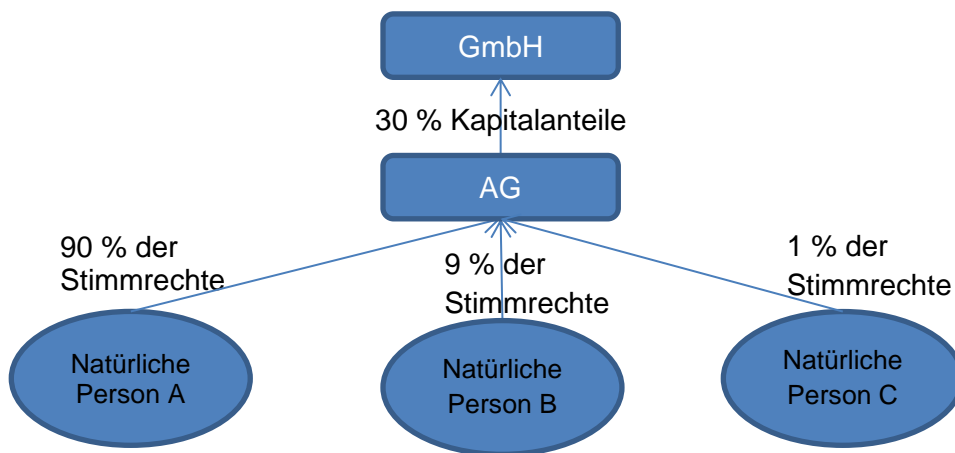 GmbH
30 % Kapitalanteile
AG
90 % der
Stimmrechte
9 % der
Stimmrechte
1 % der
Stimmrechte
Natürliche
Person A
Natürliche
Person B
Natürliche
Person C